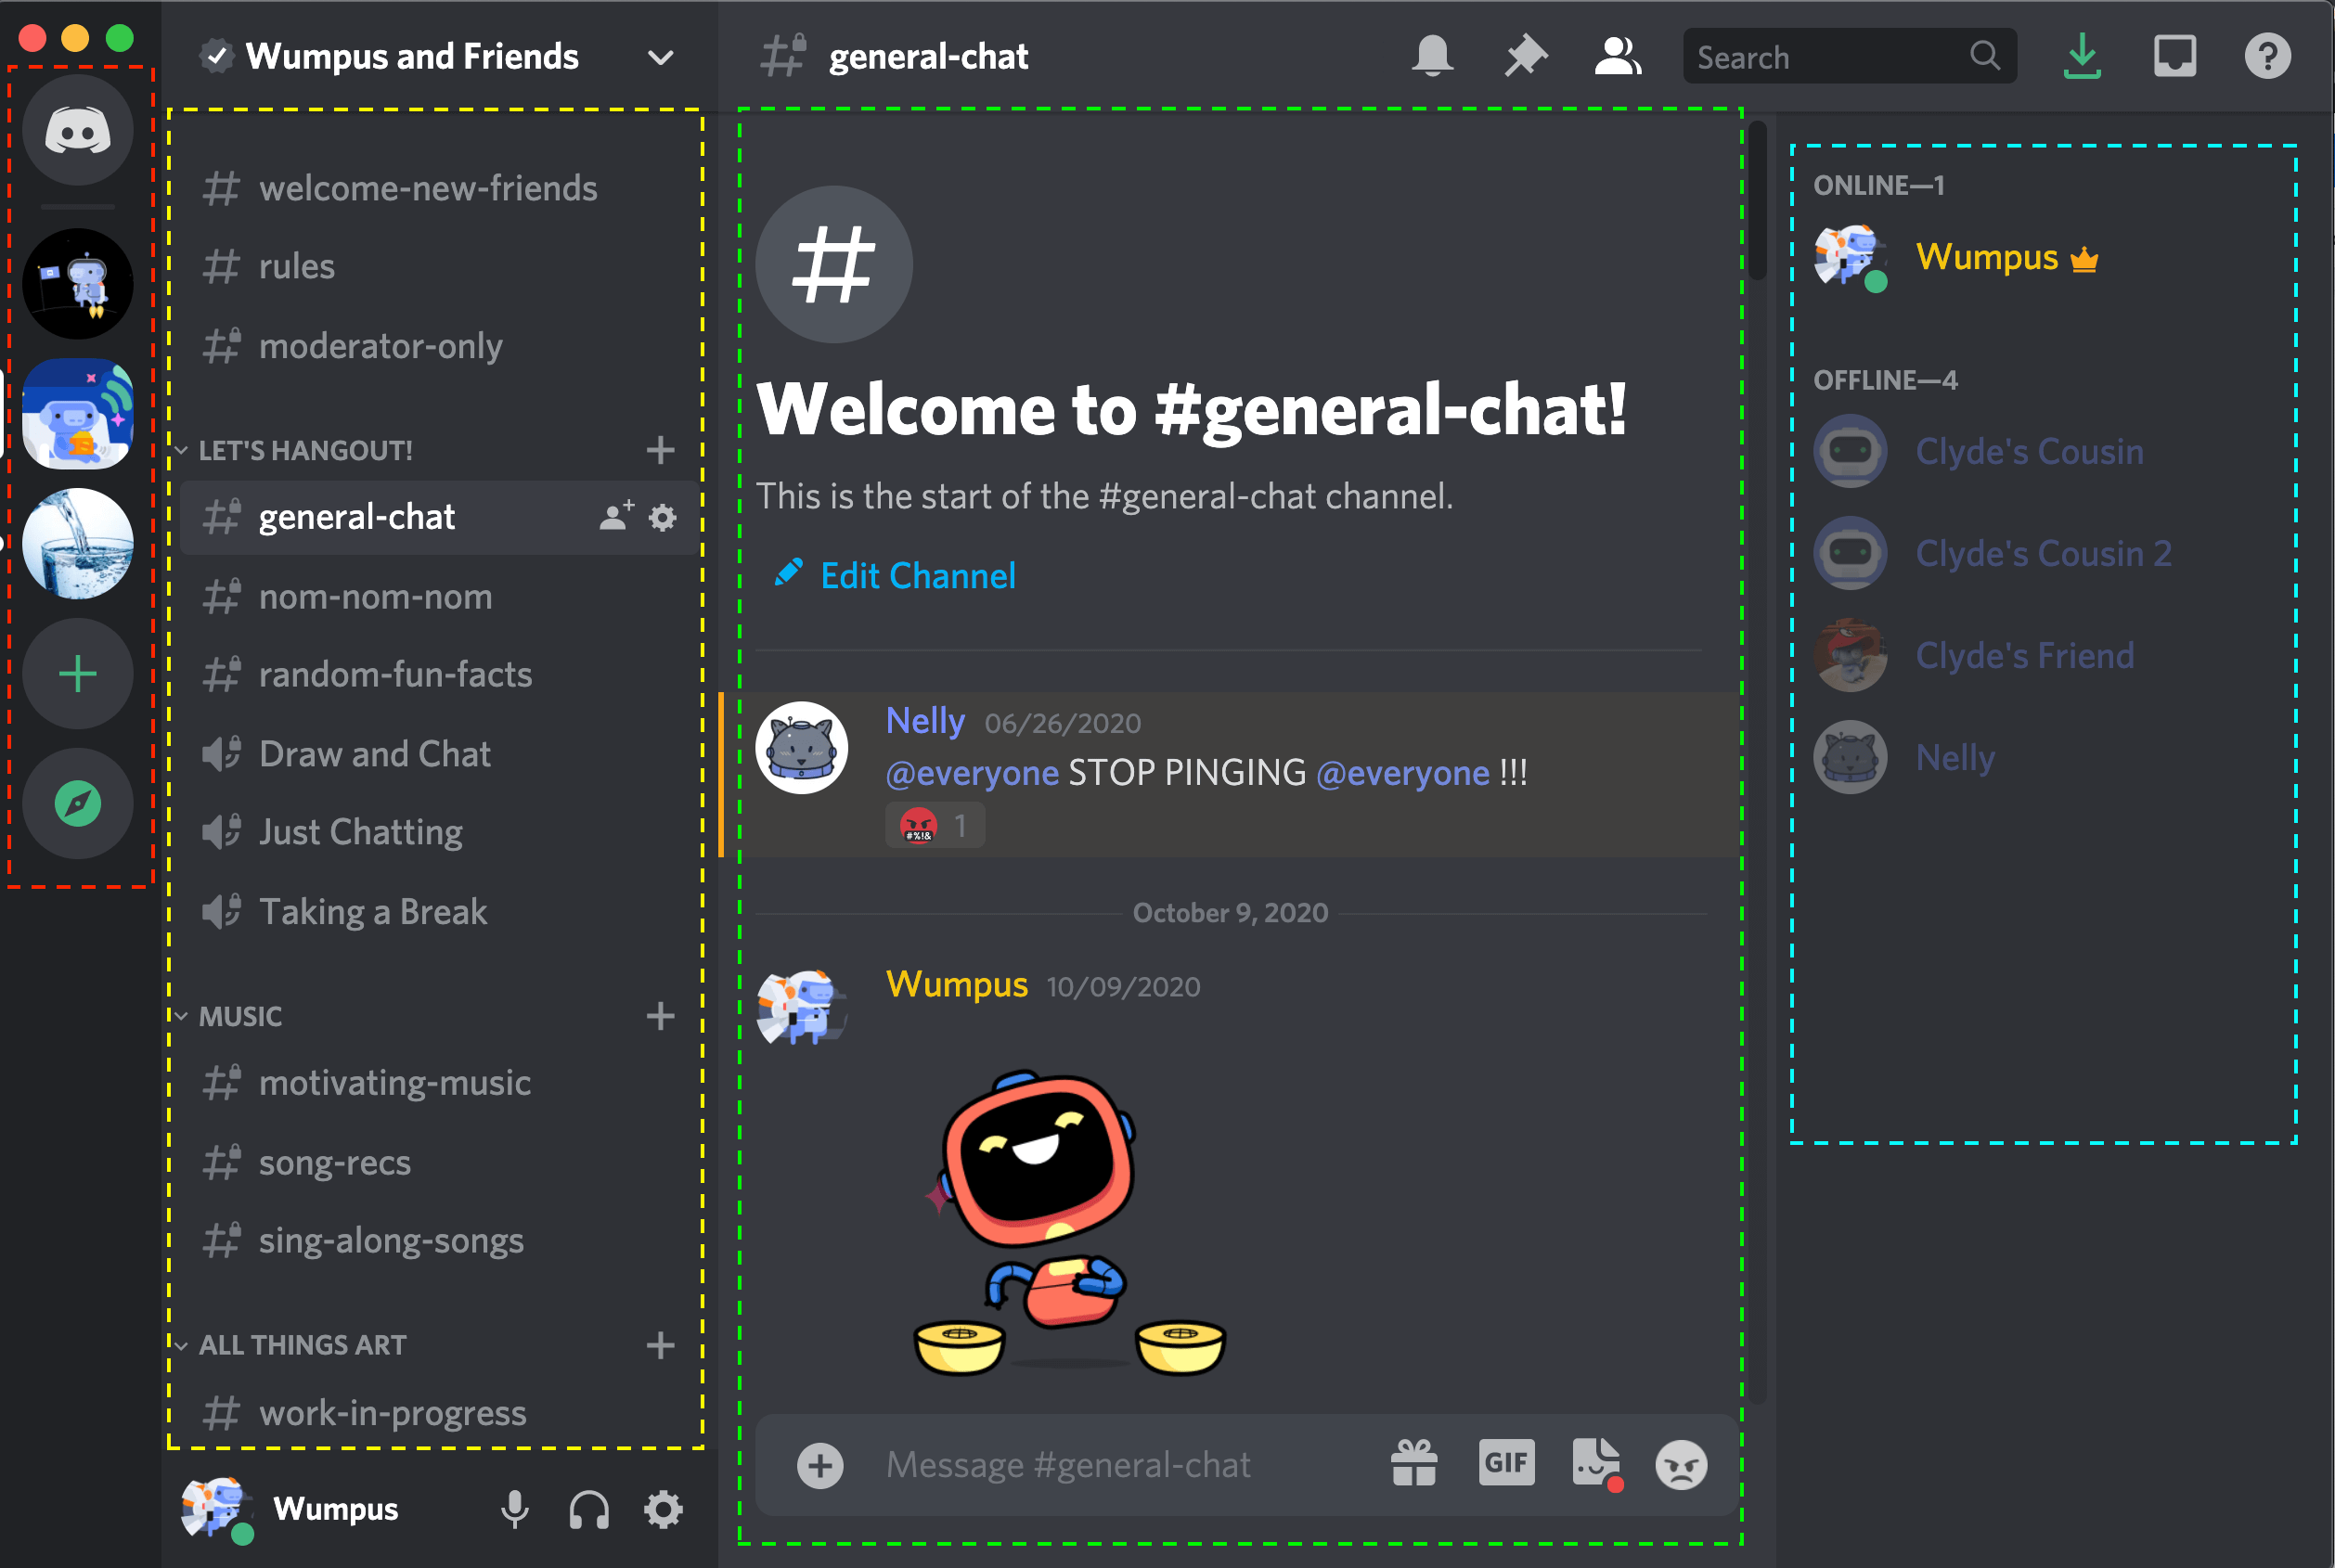 Wumpus and Friends
welcome-new-friends
rules
moderator-only
LET'S HANGOUT!
general-chat
nom-nom-nom
random-fun-facts
Draw and Chat
Just Chatting
Taking a Break
MUSIC
motivating-music
song-recs
sing-along-songs
ALL THINGS ART
work-in-progress
Wumpus
general-chat
Search
Welcome to #general-chat!
This is the start of the #general-chat channel.
Edit Channel
Nelly 06/26/2020
@everyone STOP PINGING @everyone !!!
#%!& 1
October 9, 2020
Wumpus 10/09/2020
Message #general-chat
GIF
ONLINE—1
Wumpus
OFFLINE—4
Clyde's Cousin
Clyde's Cousin 2
Clyde's Friend
Nelly